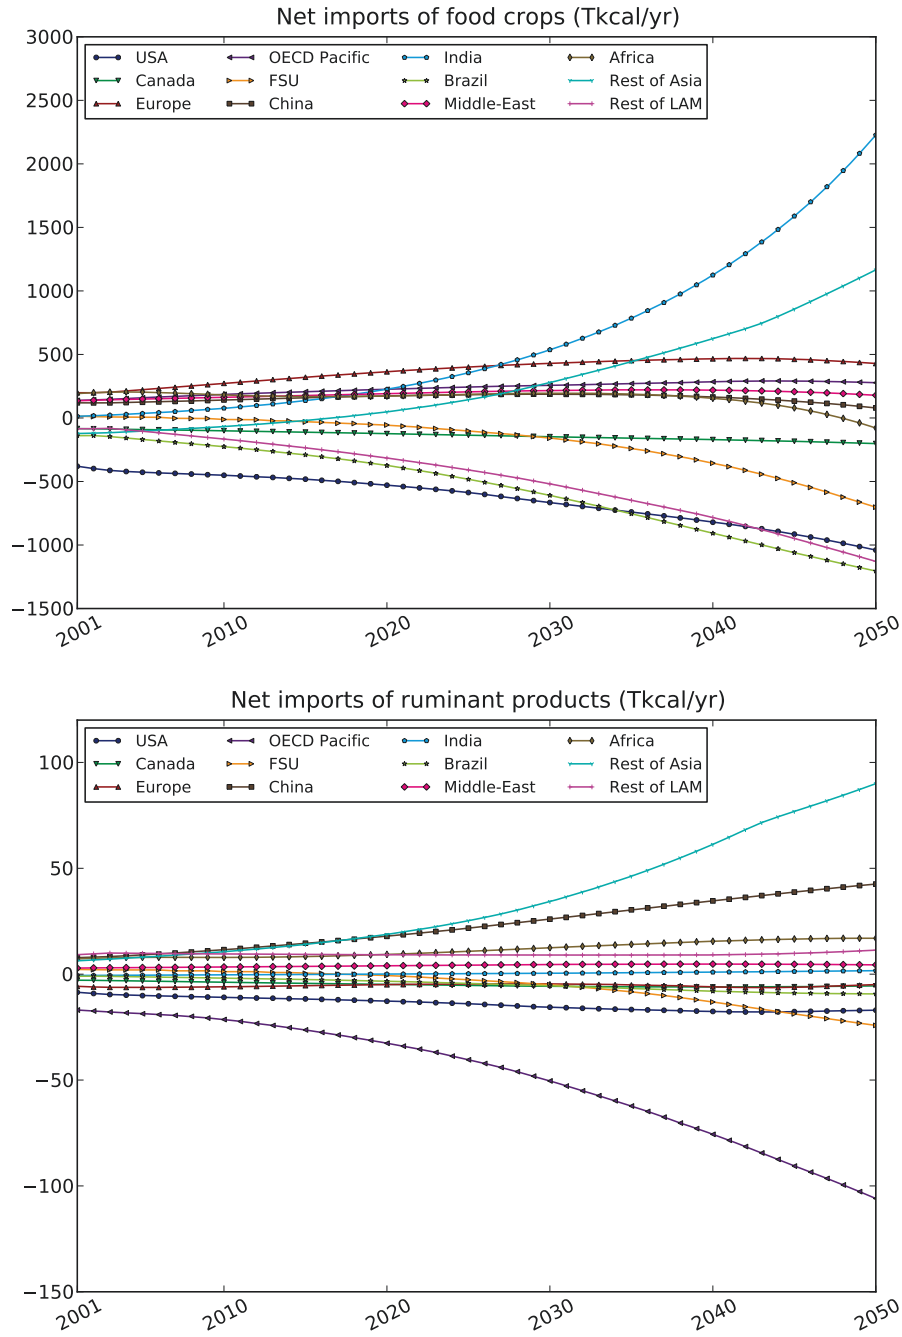 Net imports of food crops (Tkcal/yr)
3000
USA OECD Pacific India Africa
Canada FSU Brazil Rest of Asia
Europe China Middle-East Rest of LAM
2500
2000
1500
1000
500
0
−500
−1000
−1500
2001 2010 2020 2030 2040 2050
Net imports of ruminant products (Tkcal/yr)
USA OECD Pacific India Africa
100
Canada FSU Brazil Rest of Asia
Europe China Middle-East Rest of LAM
50
0
−50
−100
−150
2001 2010 2020 2030 2040 2050